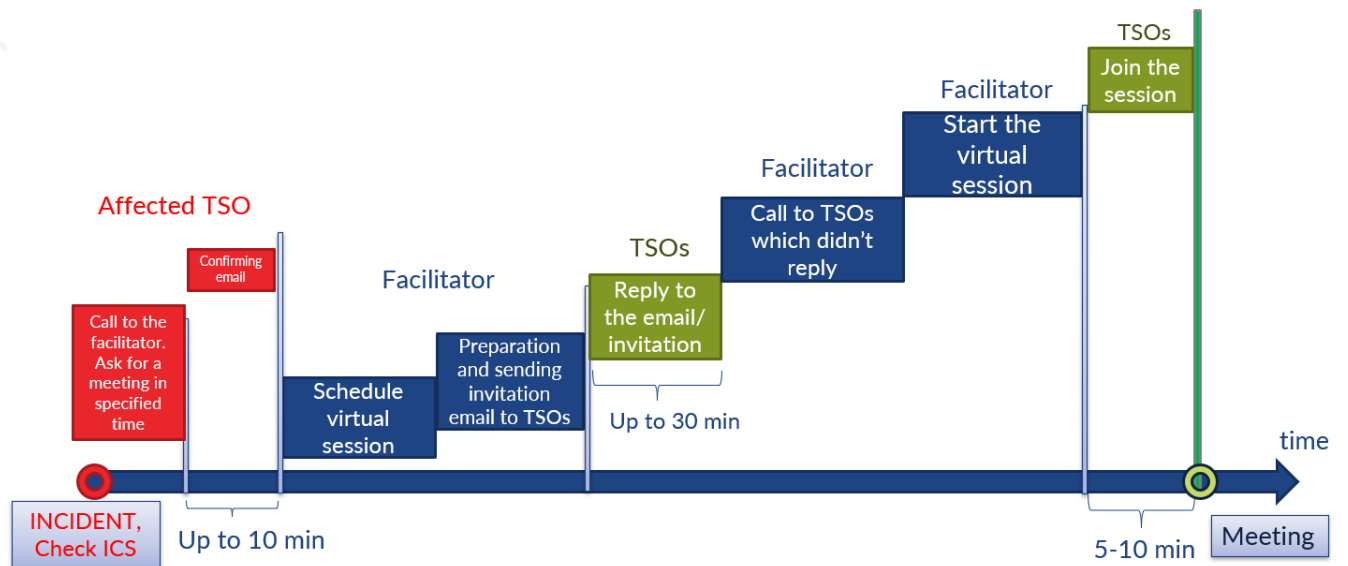 Affected TSO
Call to the
facilitator.
Ask for a
meeting in
specified
time
Confirming
email
Facilitator
Schedule
virtual
session
Preparation
and sending
invitation
email to TSOs
TSOs
Reply to
the email/
invitation
Facilitator
Call to TSOs
which didn't
reply
Facilitator
Start the
virtual
session
TSOs
Join the
session
INCIDENT,
Check ICS
Up to 10 min
Up to 30 min
5-10 min
Meeting
time